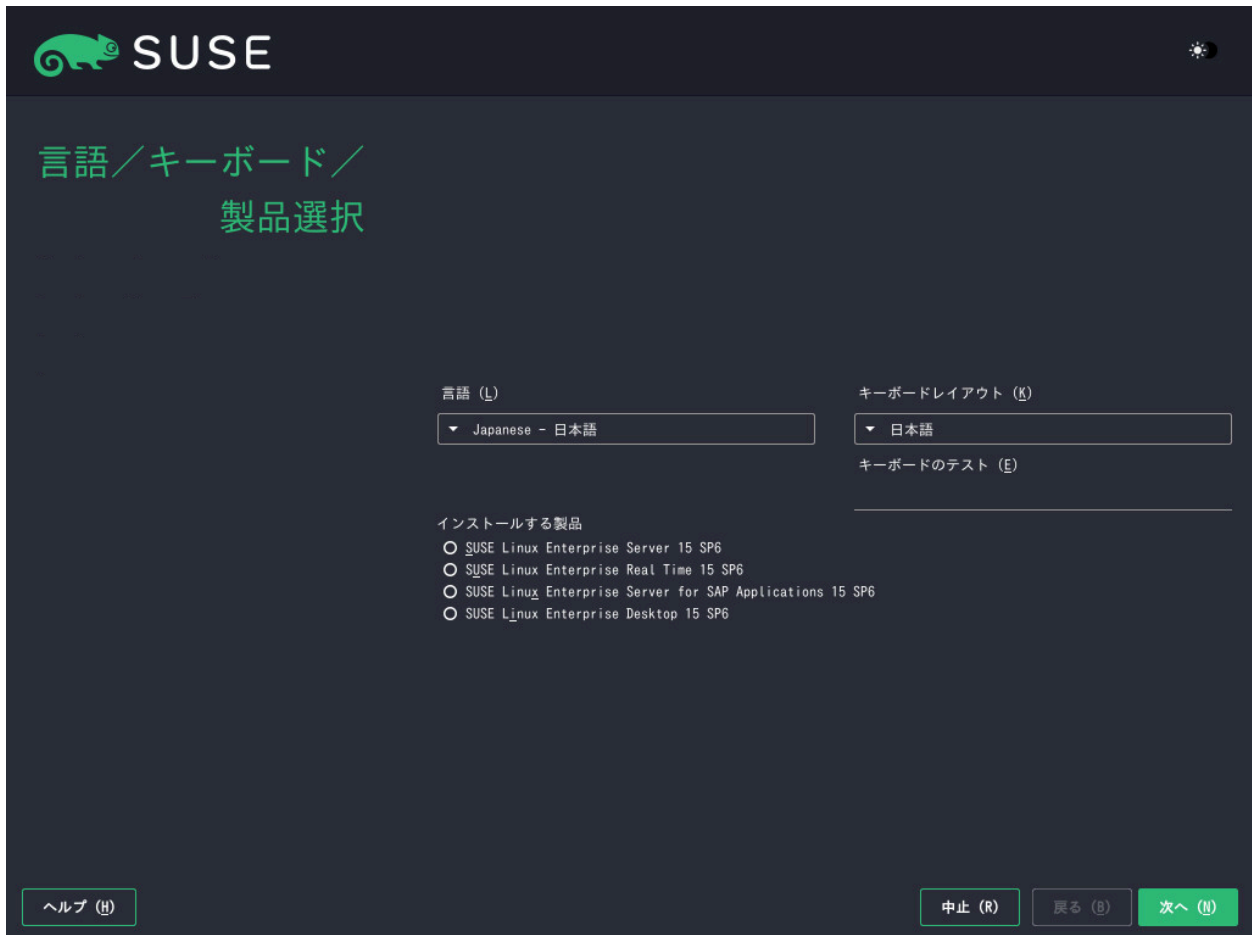 SUSE
言語／キーボード／
製品選択
言語 (L)
キーボードレイアウト (K)
Japanese - 日本語
日本語
キーボードのテスト (E)
インストールする製品
SUSE Linux Enterprise Server 15 SP6
SUSE Linux Enterprise Real Time 15 SP6
SUSE Linux Enterprise Server for SAP Applications 15 SP6
SUSE Linux Enterprise Desktop 15 SP6
ヘルプ (H)
中止 (R)
戻る (B)
次へ (N)